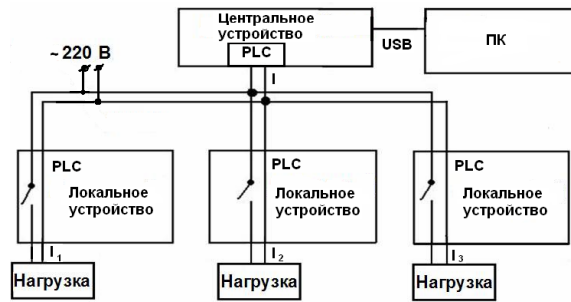 Центральное
устройство
PLC
USB
ПК
~ 220 В
I
PLC
Локальное
устройство
I1
Нагрузка
PLC
Локальное
устройство
I2
Нагрузка
PLC
Локальное
устройство
I3
Нагрузка